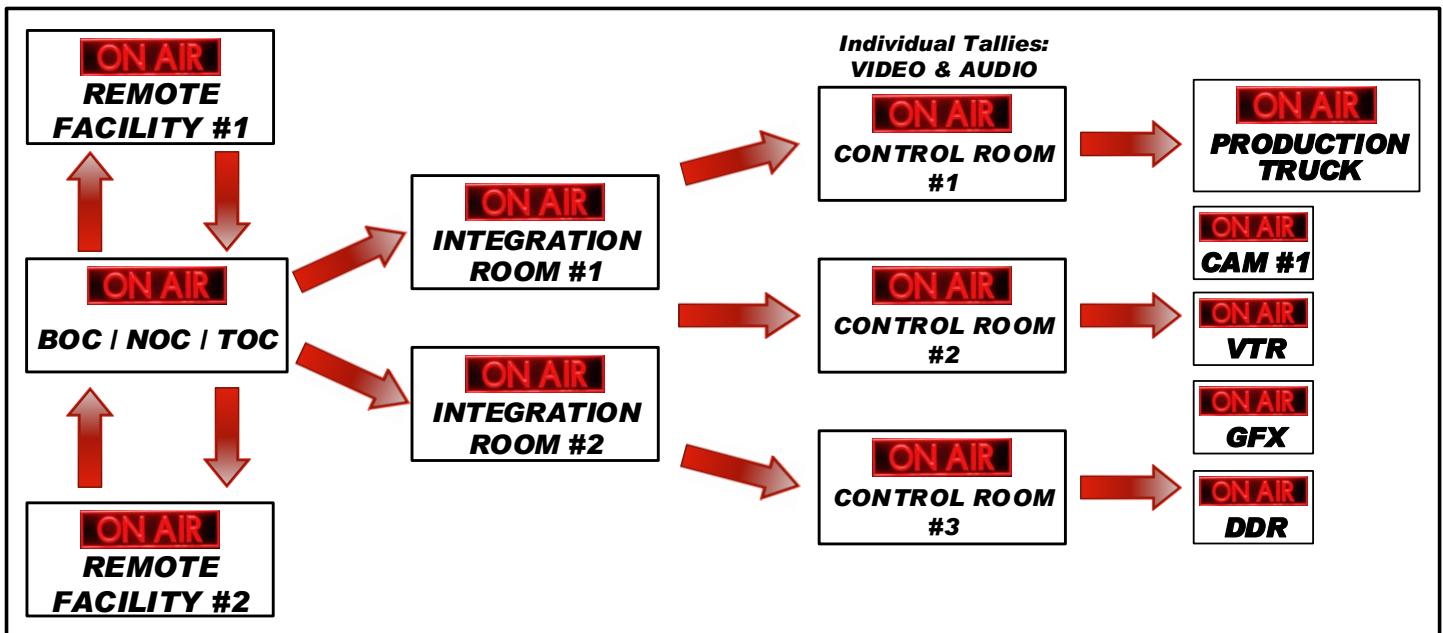 ON AIR
REMOTE
FACILITY #1
ON AIR
BOC / NOC / TOC
ON AIR
REMOTE
FACILITY #2
ON AIR
INTEGRATION
ROOM #1
ON AIR
INTEGRATION
ROOM #2
Individual Tallies:
VIDEO & AUDIO
ON AIR
CONTROL ROOM
#1
ON AIR
CONTROL ROOM
#2
ON AIR
CONTROL ROOM
#3
ON AIR
PRODUCTION
TRUCK
ON AIR
CAM #1
ON AIR
VTR
ON AIR
GFX
ON AIR
DDR